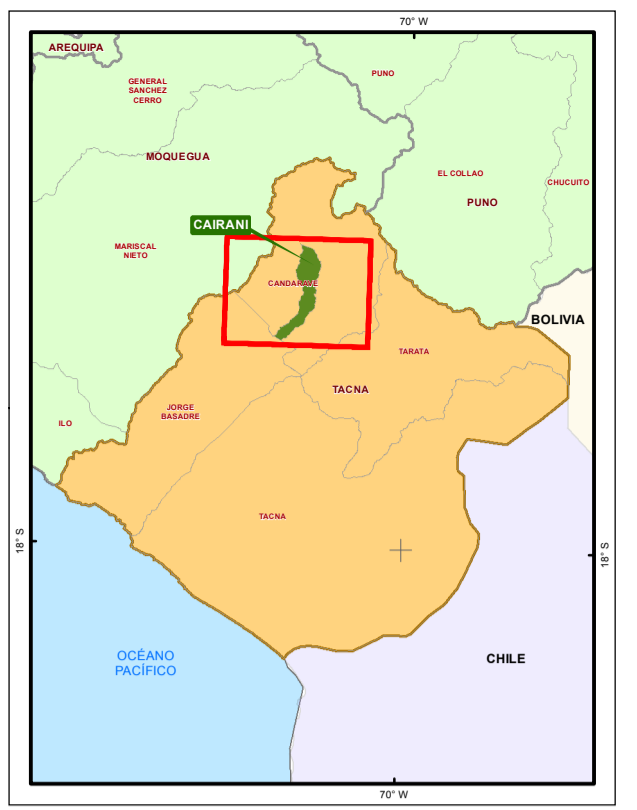 70° W
AREQUIPA
PUNO
GENERAL
SANCHEZ
CERRO
MOQUEGUA
EL COLLAO
CHUCUITO
PUNO
CAIRANI
MARISCAL
NIETO
CANDARAVE
BOLIVIA
TARATA
TACNA
JORGE
BASADRE
ILO
TACNA
18° S
18° S
OCÉANO
PACÍFICO
CHILE
70° W